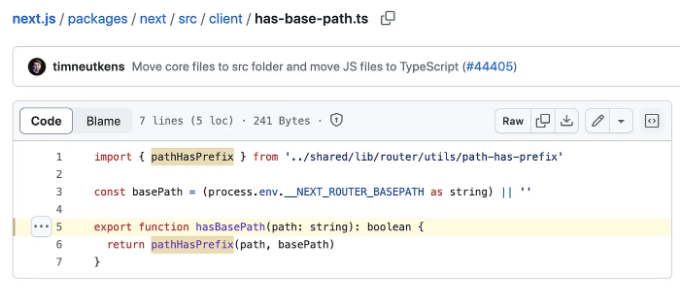 next.js / packages / next / src / client / has-base-path.ts
timneutkens Move core files to src folder and move JS files to TypeScript (#44405)
Code Blame 7 lines (5 loc) · 241 Bytes · Raw
1 import { pathHasPrefix } from '../shared/lib/router/utils/path-has-prefix'
2
3 const basePath = (process.env.__NEXT_ROUTER_BASEPATH as string) || ''
4
5 export function hasBasePath(path: string): boolean {
6 return pathHasPrefix(path, basePath)
7 }